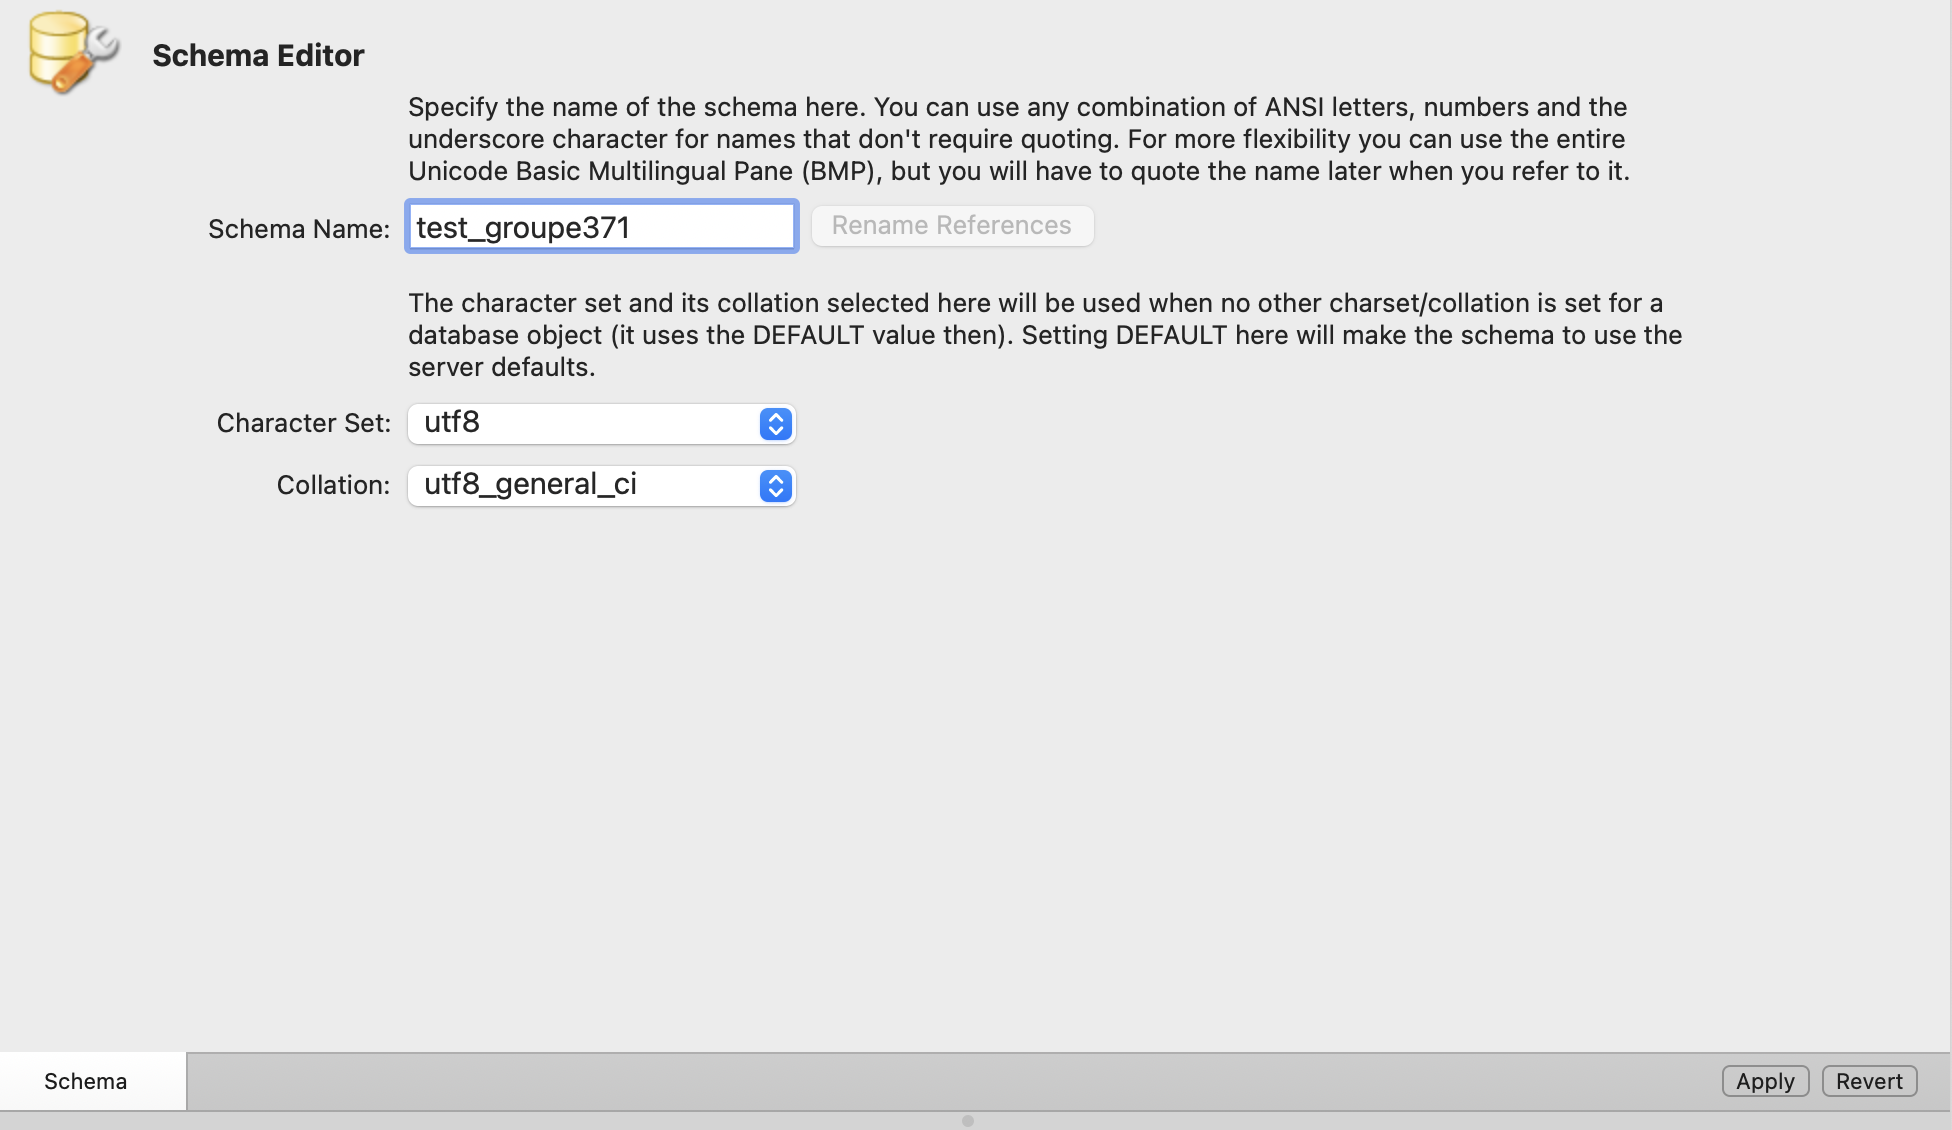 Schema Editor
Specify the name of the schema here. You can use any combination of ANSI letters, numbers and the
underscore character for names that don't require quoting. For more flexibility you can use the entire
Unicode Basic Multilingual Pane (BMP), but you will have to quote the name later when you refer to it.
Schema Name: test_groupe371 Rename References
The character set and its collation selected here will be used when no other charset/collation is set for a
database object (it uses the DEFAULT value then). Setting DEFAULT here will make the schema to use the
server defaults.
Character Set: utf8
Collation: utf8_general_ci
Schema Apply Revert